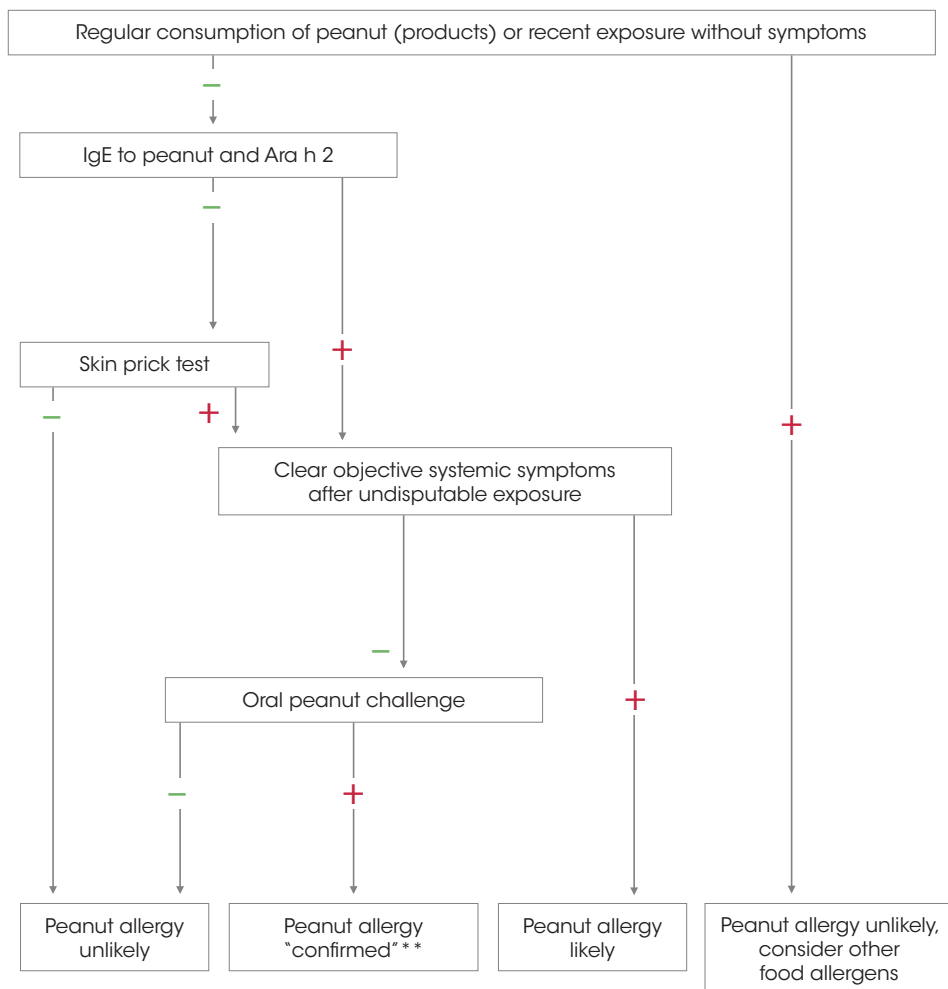 Regular consumption of peanut (products) or recent exposure without symptoms
−
IgE to peanut and Ara h 2
−
+
Skin prick test
−
+
+
Clear objective systemic symptoms
after undisputable exposure
−
Oral peanut challenge
+
−
+
Peanut allergy
unlikely
Peanut allergy
“confirmed”**
Peanut allergy
likely
Peanut allergy unlikely,
consider other
food allergens